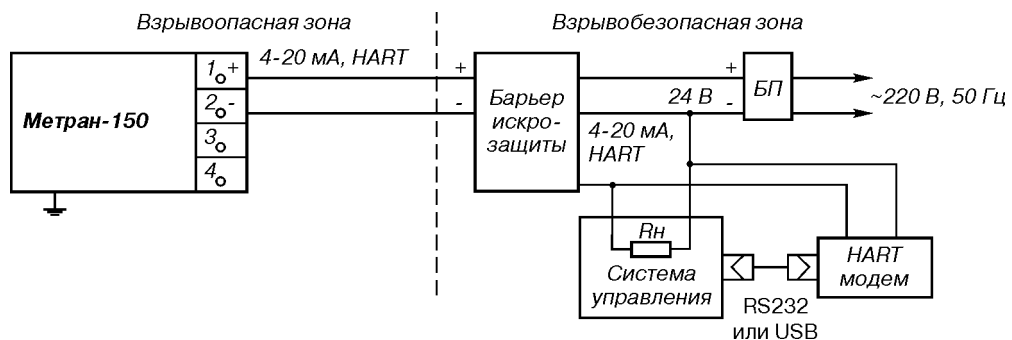 Взрывоопасная зона
Взрывобезопасная зона
4-20 мА, HART
1 +
2 -
3
4
Метран-150
+
-
Барьер
искро-
защиты
+
-
24 В
БП
~220 В, 50 Гц
4-20 мА,
HART
Rн
Система
управления
HART
модем
RS232
или USB